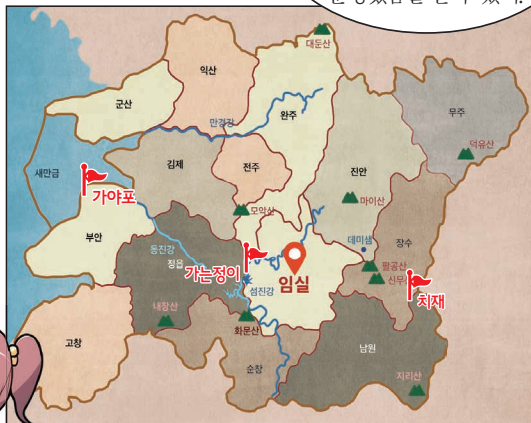 대둔산
익산
군산
완주
무주
만경강
새만금
김제
전주
진안
덕유산
가야포
모악산
마이산
부안
동진강
정읍
가는정이
데미샘
장수
팔공산
섬진강
임실
신무산
치재
내장산
화문산
고창
순창
남원
지리산